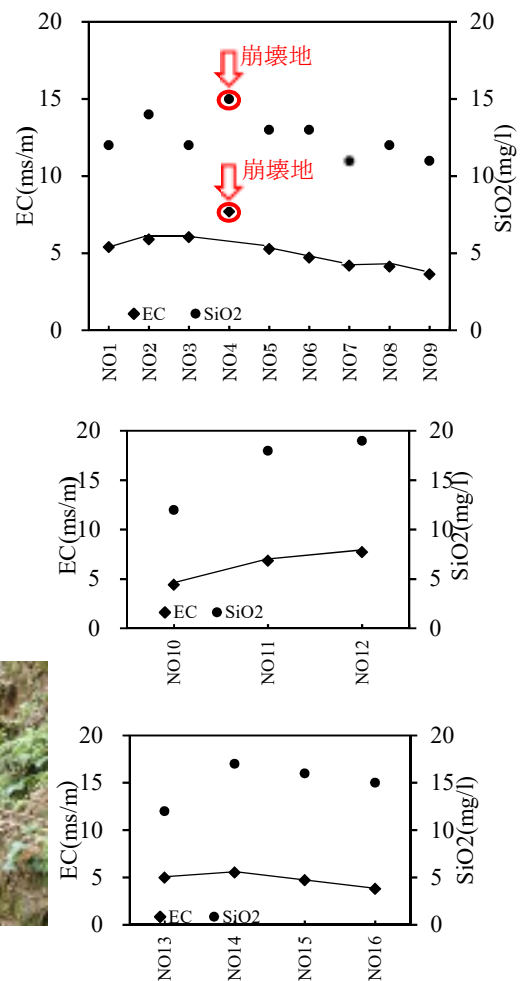 20
20
崩壊地
15
15
EC(ms/m)
SiO2(mg/l)
崩壊地
10
10
5
5
EC
SiO2
0
0
NO1
NO2
NO3
NO4
NO5
NO6
NO7
NO8
NO9
20
20
15
15
EC(ms/m)
SiO2(mg/l)
10
10
5
5
EC
SiO2
0
0
NO10
NO11
NO12
20
20
15
15
EC(ms/m)
SiO2(mg/l)
10
10
5
5
EC
SiO2
0
0
NO13
NO14
NO15
NO16